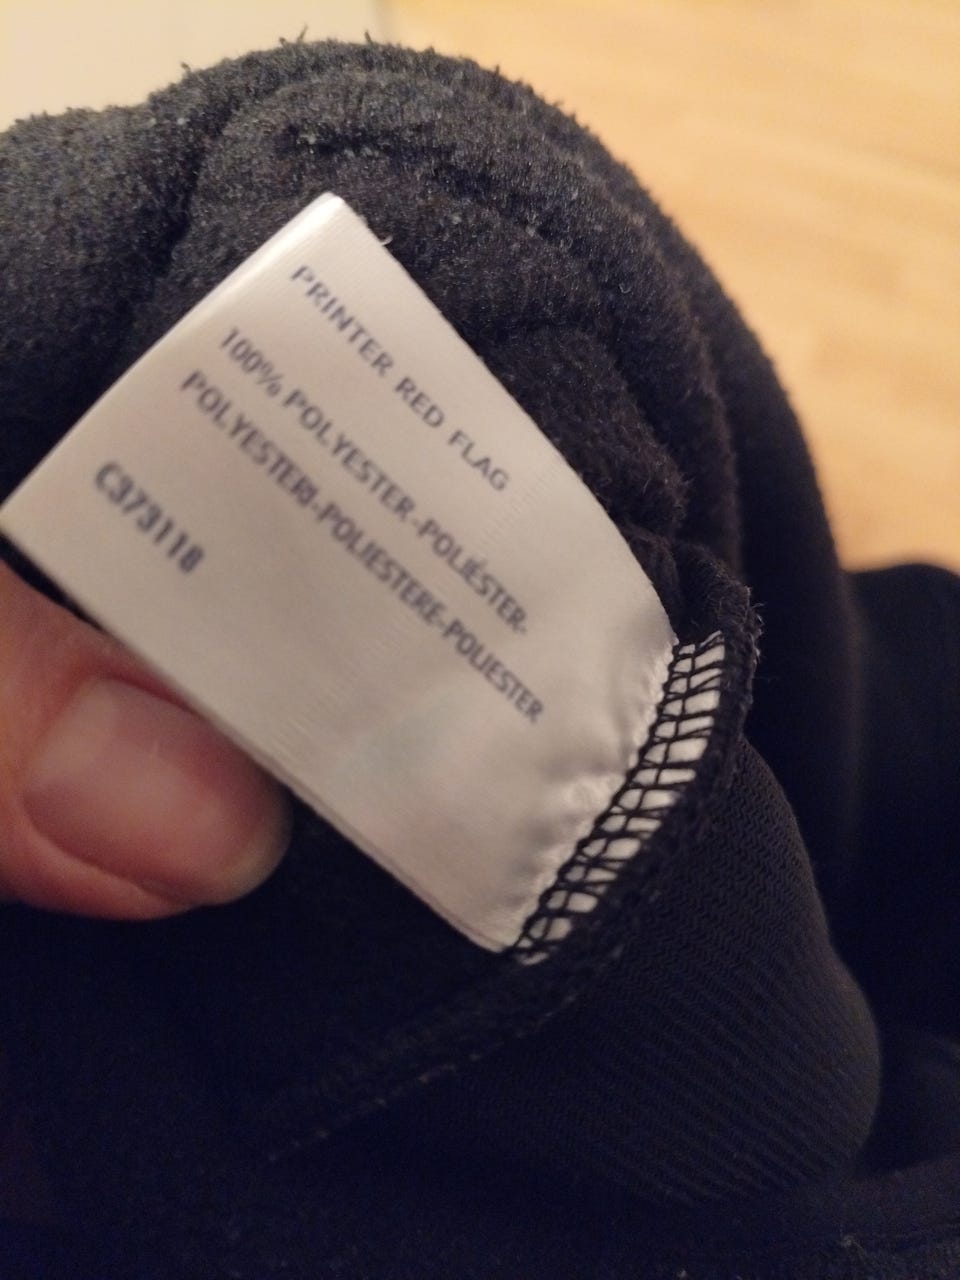 PRINTER RED FLAG
100% POLYESTER-POLIÉSTER-
POLYESTERI-POLIESTERE-POLIESTER
C373118